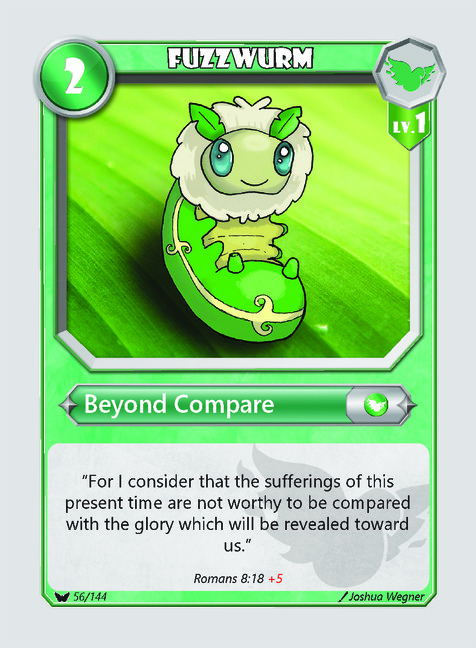 FUZZWURM
2
LV.1
Beyond Compare
"For I consider that the sufferings of this
present time are not worthy to be compared
with the glory which will be revealed toward
us."
Romans 8:18 +5
56/144
Joshua Wegner